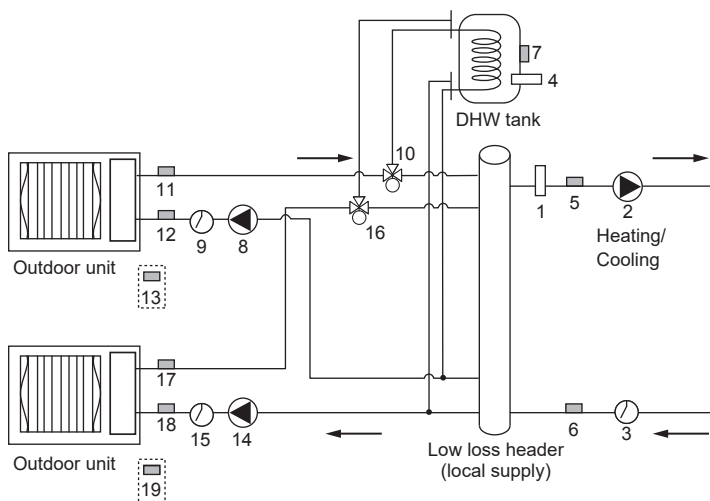 7
4
DHW tank
10
11
1
5
2
12
9
8
16
Heating/
Cooling
Outdoor unit
13
17
18
15
14
6
3
Low loss header
(local supply)
Outdoor unit
19